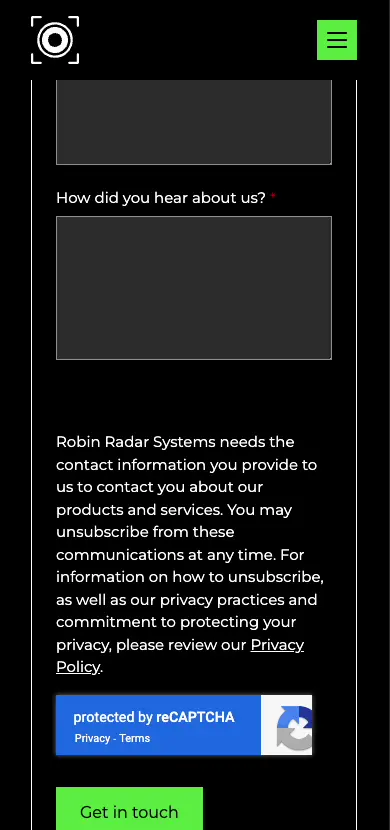 How did you hear about us? *
Robin Radar Systems needs the
contact information you provide to
us to contact you about our
products and services. You may
unsubscribe from these
communications at any time. For
information on how to unsubscribe,
as well as our privacy practices and
commitment to protecting your
privacy, please review our Privacy
Policy.
protected by reCAPTCHA
Privacy - Terms
Get in touch